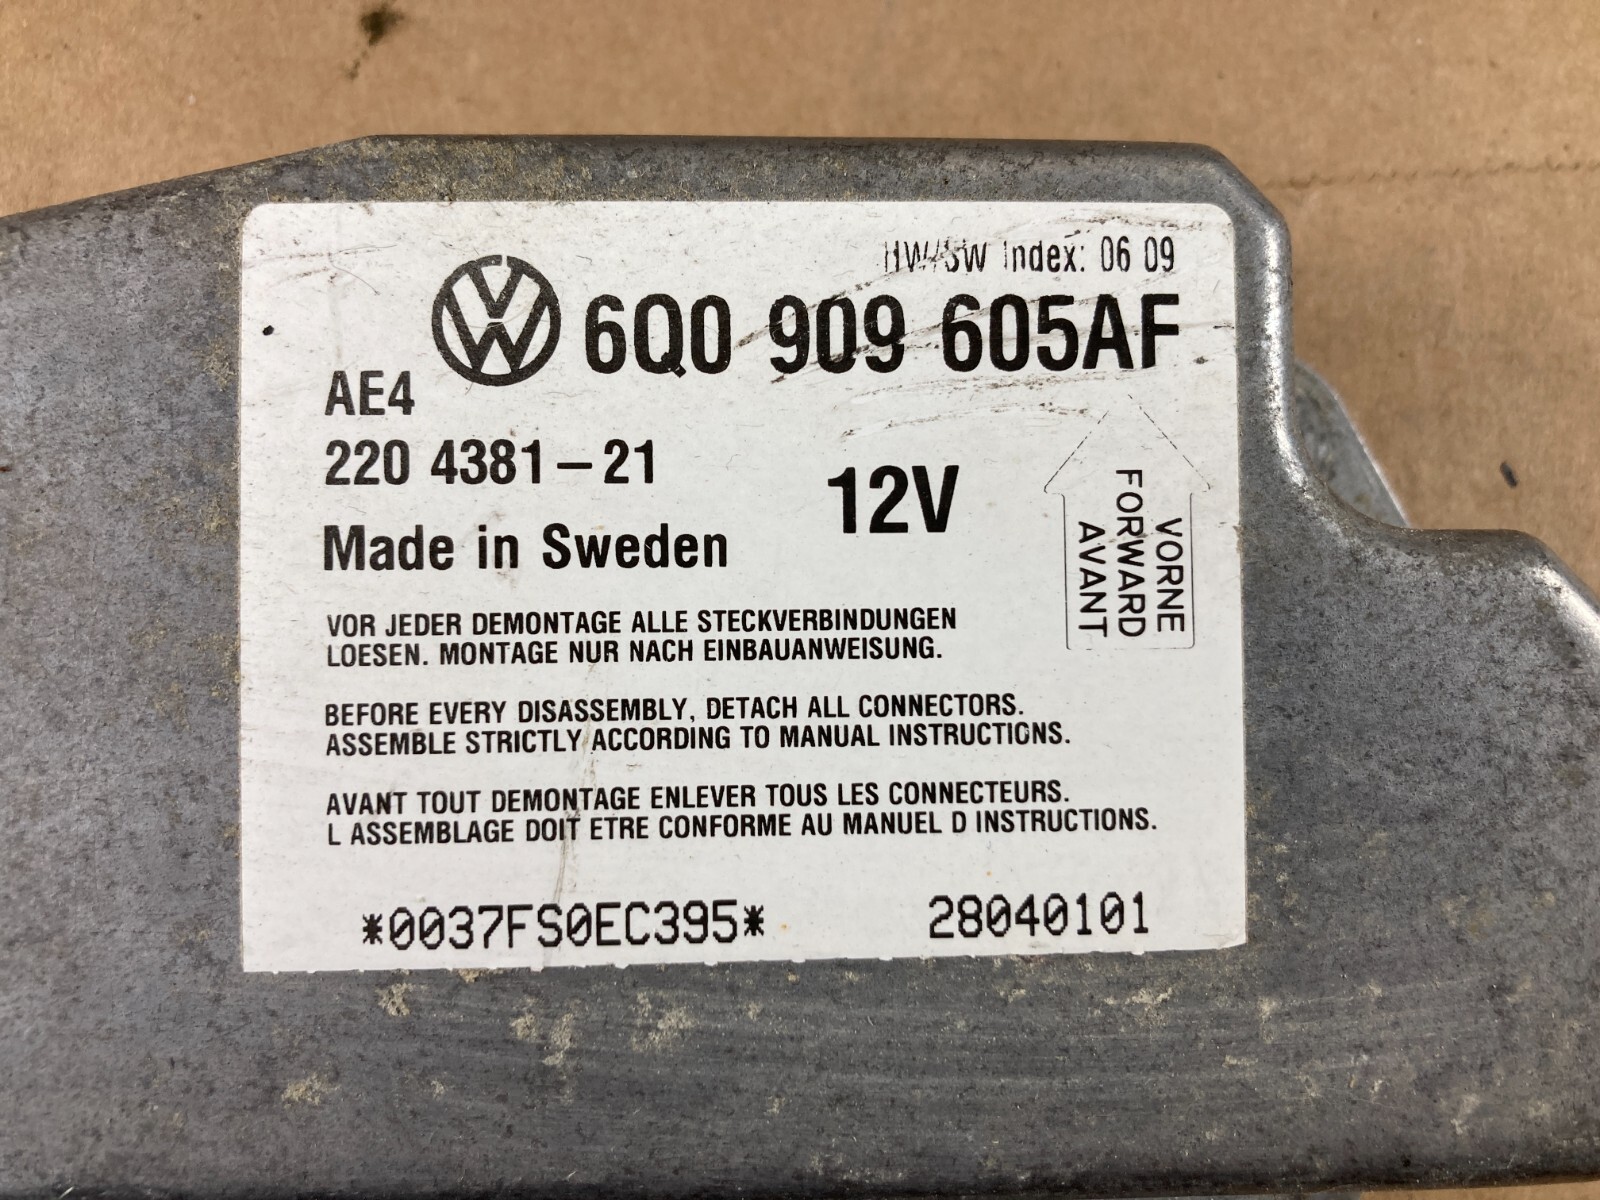 HW/SW Index: 06 09
6Q0 909 605AF
AE4
220 4381-21
12V
Made in Sweden
VORNE
FORWARD
AVANT
VOR JEDER DEMONTAGE ALLE STECKVERBINDUNGEN
LOESEN. MONTAGE NUR NACH EINBAUANWEISUNG.
BEFORE EVERY DISASSEMBLY, DETACH ALL CONNECTORS.
ASSEMBLE STRICTLY ACCORDING TO MANUAL INSTRUCTIONS.
AVANT TOUT DEMONTAGE ENLEVER TOUS LES CONNECTEURS.
L ASSEMBLAGE DOIT ETRE CONFORME AU MANUEL D INSTRUCTIONS.
*0037FS0EC395*
28040101